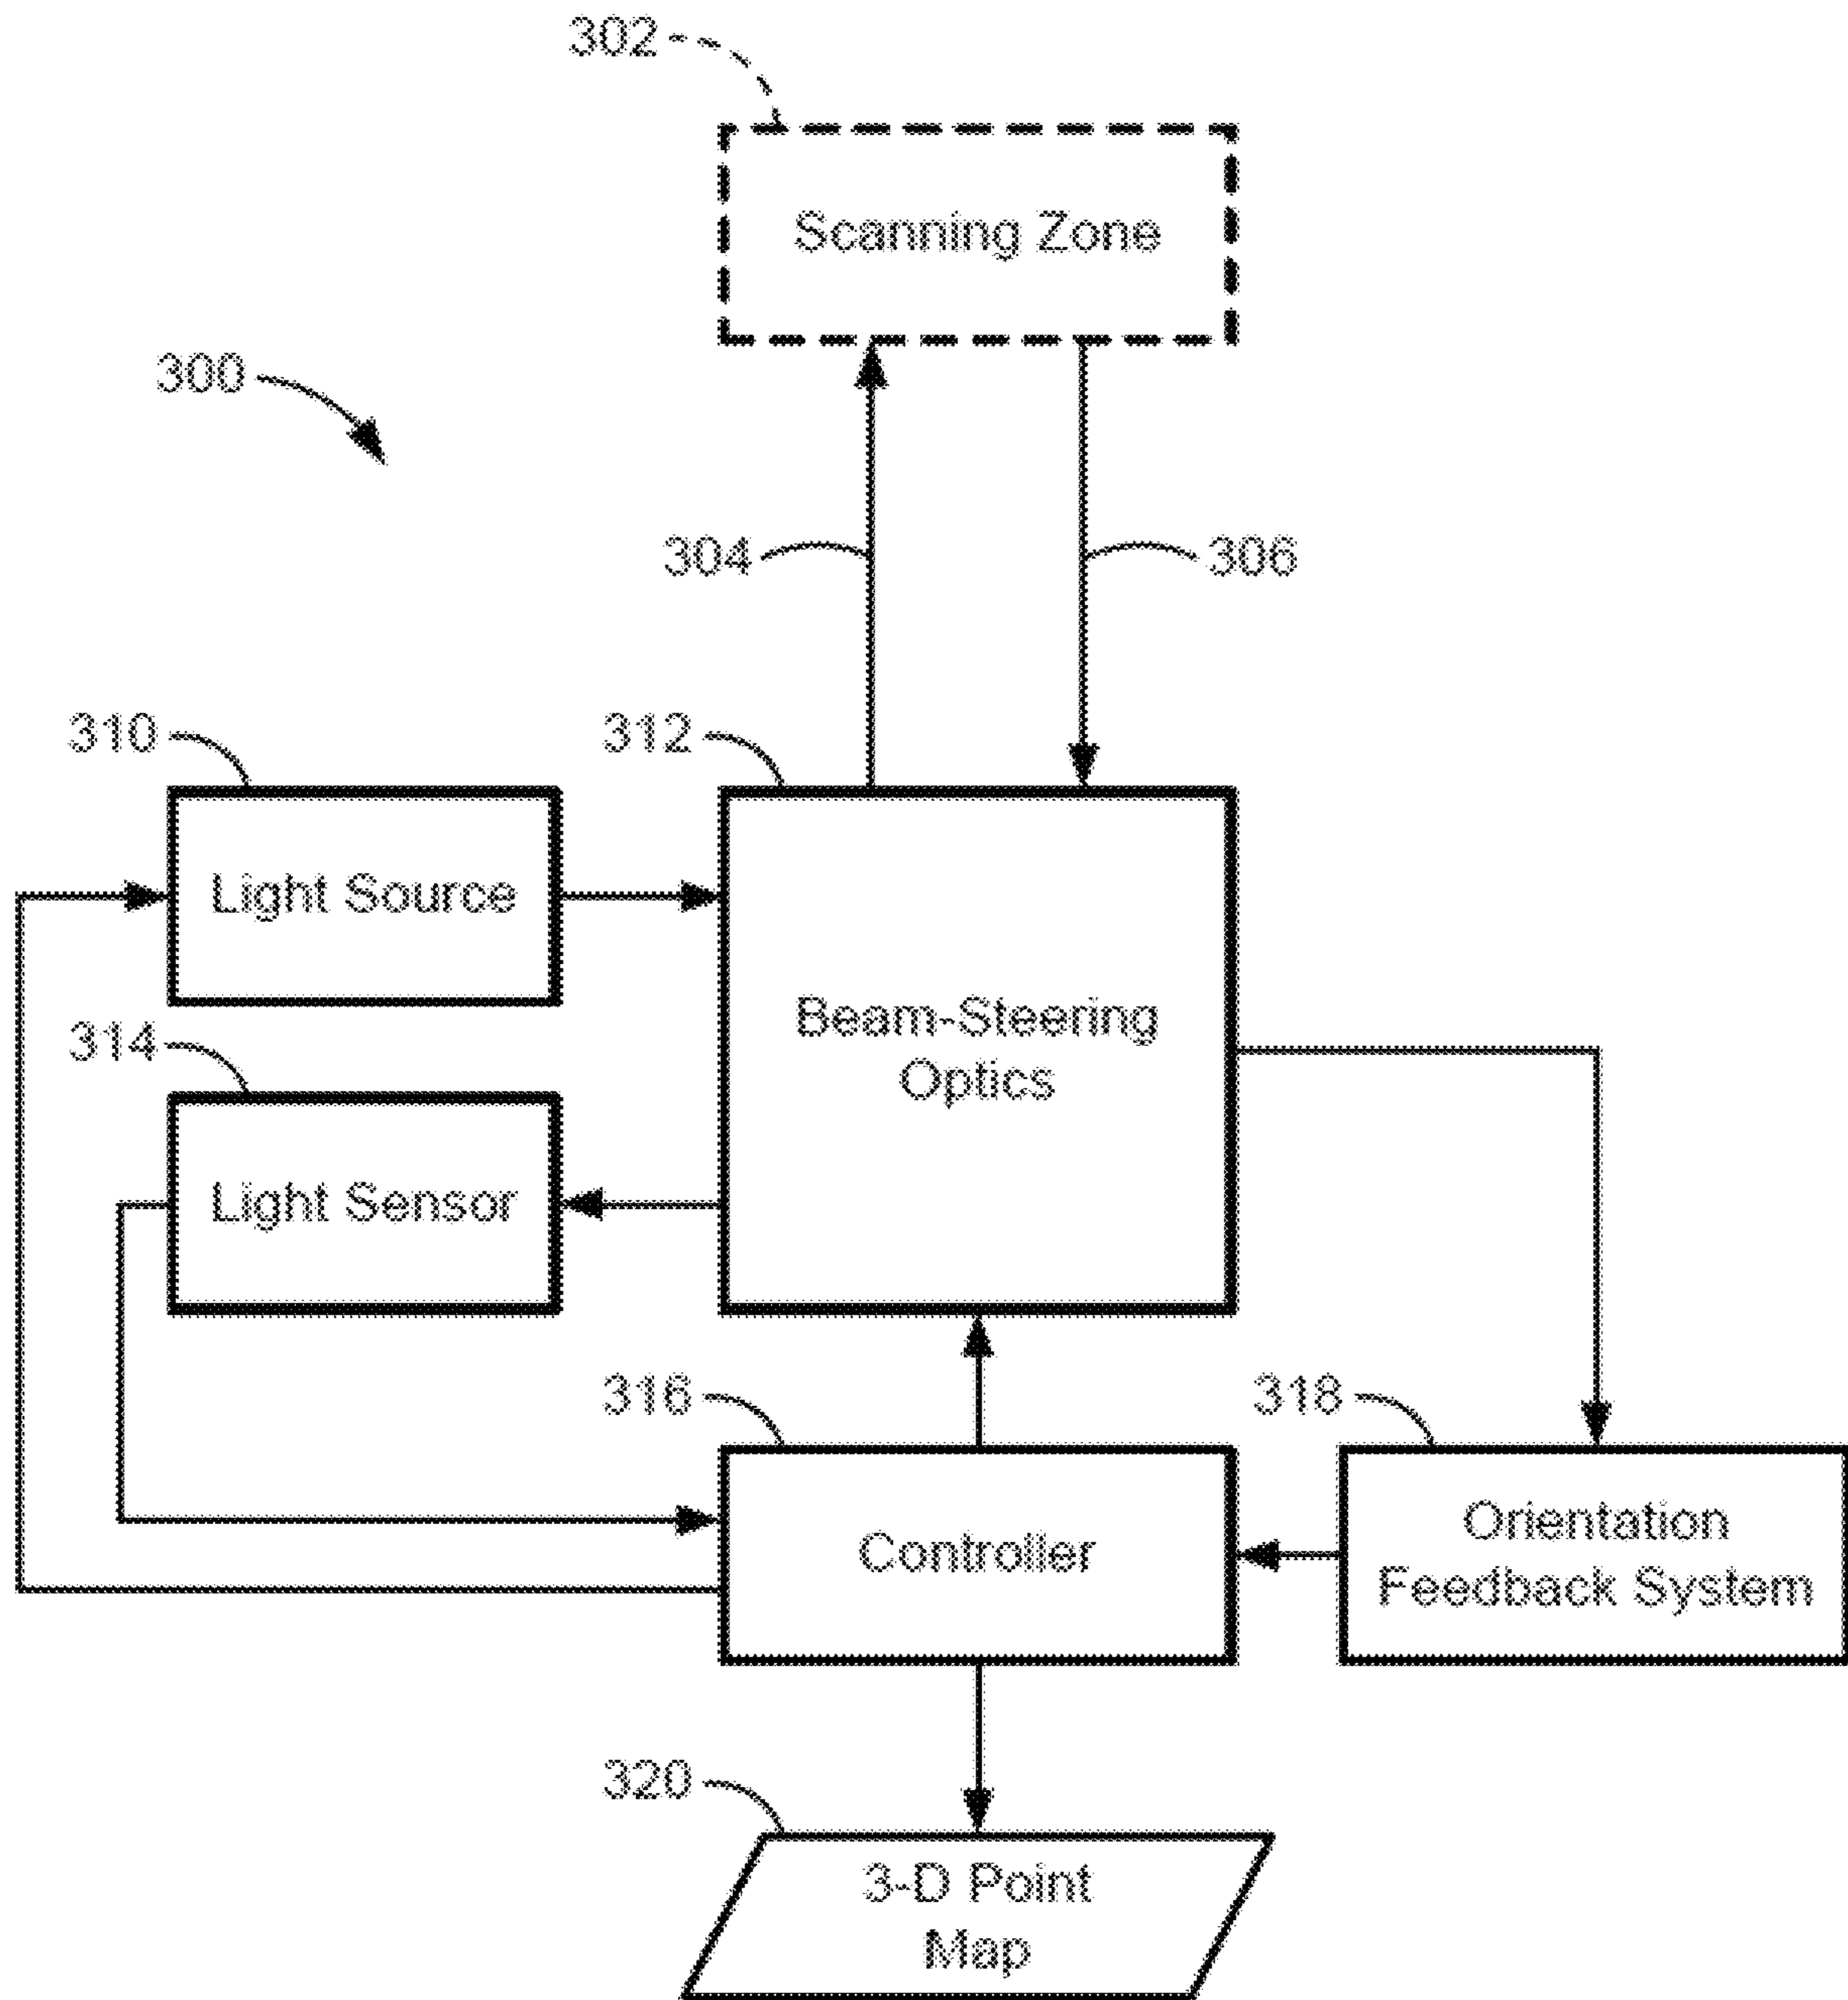 302
Scanning Zone
300
304
306
310
312
Light Source
Beam-Steering
Optics
314
Light Sensor
316
318
Controller
Orientation
Feedback System
320
3-D Point
Map